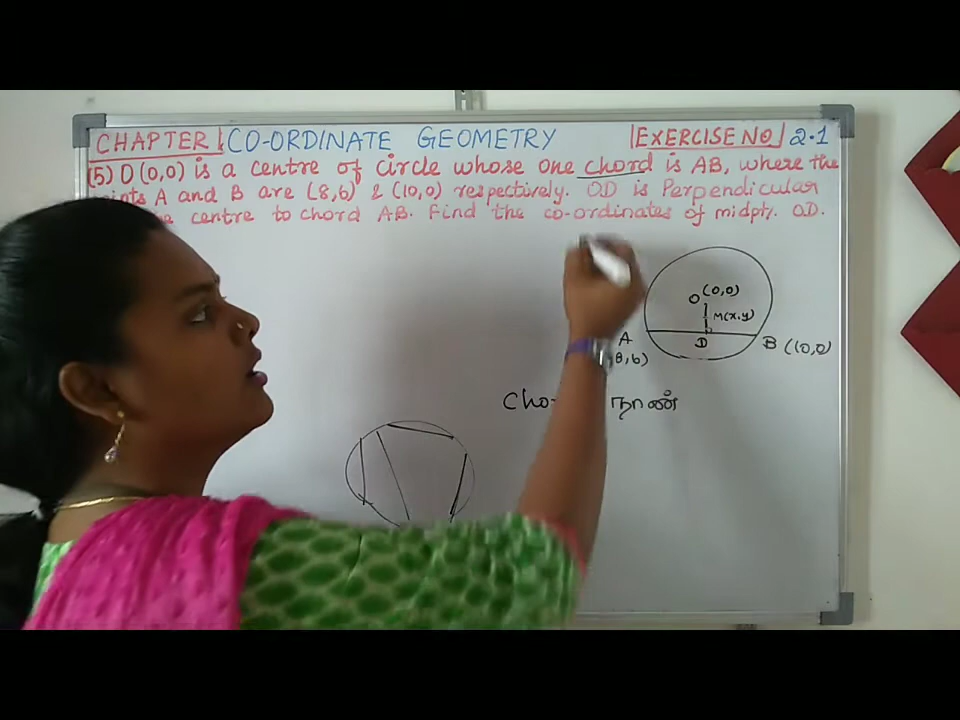 CHAPTER CO-ORDINATE GEOMETRY EXERCISE NO 2.1
(5) O (0,0) is a centre of circle whose one chord is AB, where the
A and B are (8,6) & (10,0) respectively. OD is Perpendicular
centre to chord AB. Find the co-ordinates of midpt. OD.
O (0,0)
M(x,y)
A D B (10,0)
8,6)
Cho- நாண்